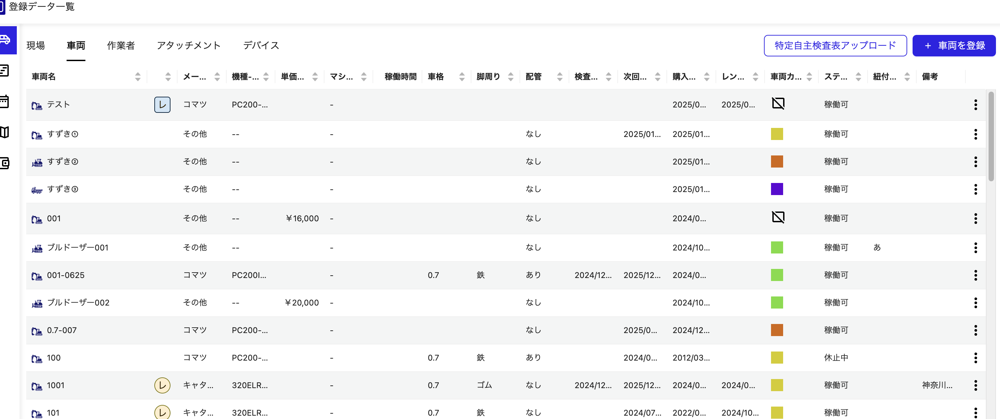 登録データ一覧
現場 車両 作業者 アタッチメント デバイス 特定自主検査表アップロード + 車両を登録
車両名 メー... 機種-... 単価... マシ... 稼働時間 車格 脚周り 配管 検査... 次回... 購入... レン... 車両カ... ステ... 紐付... 備考
テスト レ コマツ PC200-... - 2025/0... 2025/0... 稼働可
すずき① その他 -- - なし 2025/01... 2025/01... 稼働可
すずき② その他 -- - なし 2025/01... 稼働可
すずき③ その他 -- - なし 2025/01... 稼働可
001 その他 -- ￥16,000 - なし 2024/0... 稼働可
ブルドーザー001 その他 -- - なし 2024/10... 稼働可 あ
001-0625 コマツ PC200I... - 0.7 鉄 あり 2024/12... 2025/12... 2024/0... 稼働可
ブルドーザー002 その他 -- ￥20,000 - なし 2024/10... 稼働可
0.7-007 コマツ PC200-... - なし 2025/0... 2024/12... 稼働可
100 コマツ PC200-... - 0.7 鉄 あり 2024/0... 2012/03... 休止中
1001 レ キャタ... 320ELR... - 0.7 ゴム なし 2024/12... 2025/12... 2024/0... 2024/0... 稼働可 神奈川...
101 レ キャタ... 320ELR... - 0.7 鉄 なし 2024/07... 2022/0... 2024/10... 稼働可